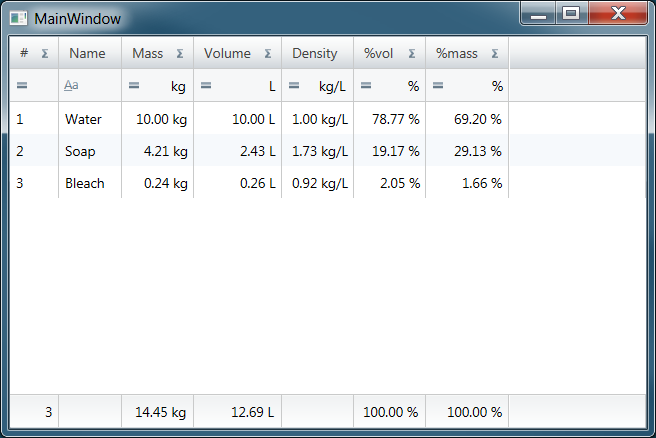 MainWindow
# Σ Name Mass Σ Volume Σ Density %vol Σ %mass Σ
= Aa = kg = L = kg/L = % = %
1 Water 10.00 kg 10.00 L 1.00 kg/L 78.77 % 69.20 %
2 Soap 4.21 kg 2.43 L 1.73 kg/L 19.17 % 29.13 %
3 Bleach 0.24 kg 0.26 L 0.92 kg/L 2.05 % 1.66 %
3 14.45 kg 12.69 L 100.00 % 100.00 %